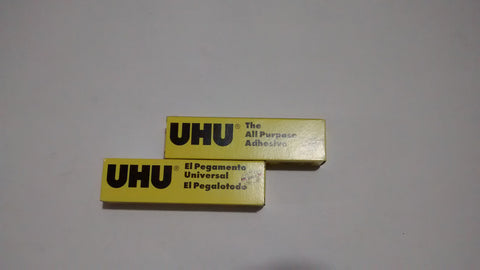 UHU® The
All Purpose
Adhesive
UHU® El Pegamento
Universal
El Pegalotodo